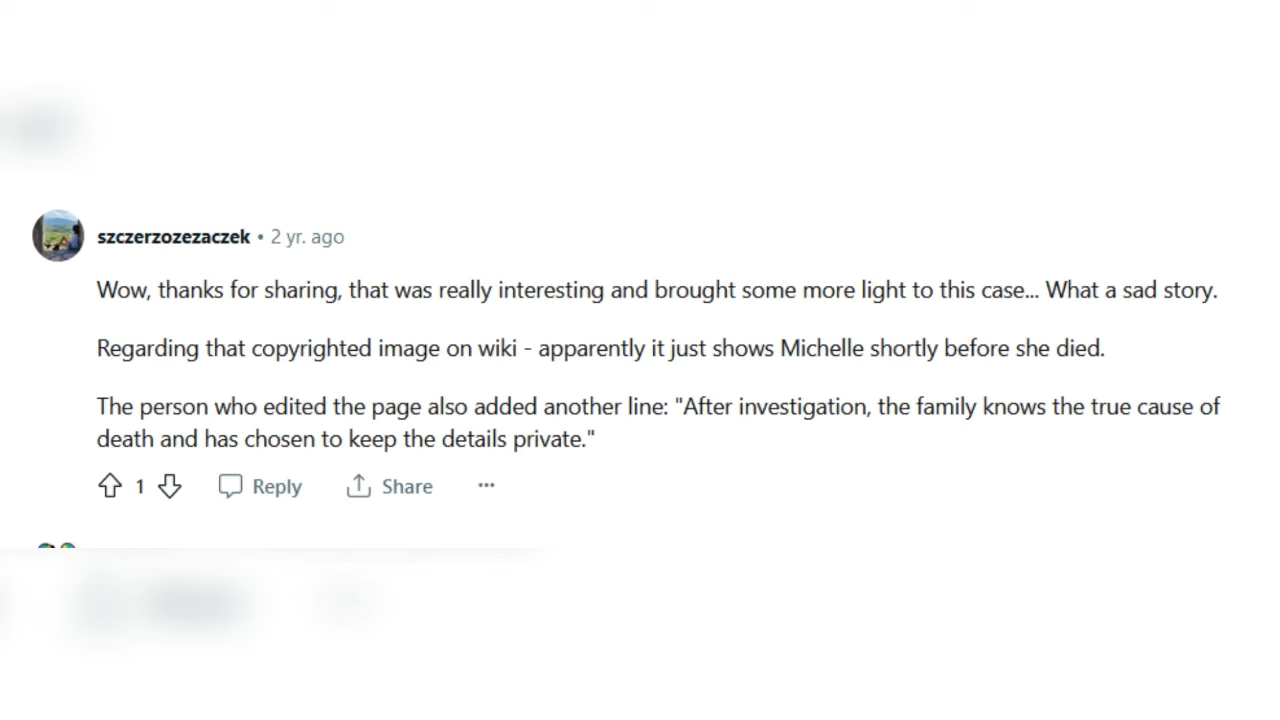 szczerzozezaczek • 2 yr. ago
Wow, thanks for sharing, that was really interesting and brought some more light to this case... What a sad story.
Regarding that copyrighted image on wiki - apparently it just shows Michelle shortly before she died.
The person who edited the page also added another line: "After investigation, the family knows the true cause of
death and has chosen to keep the details private."
1 Reply Share ...